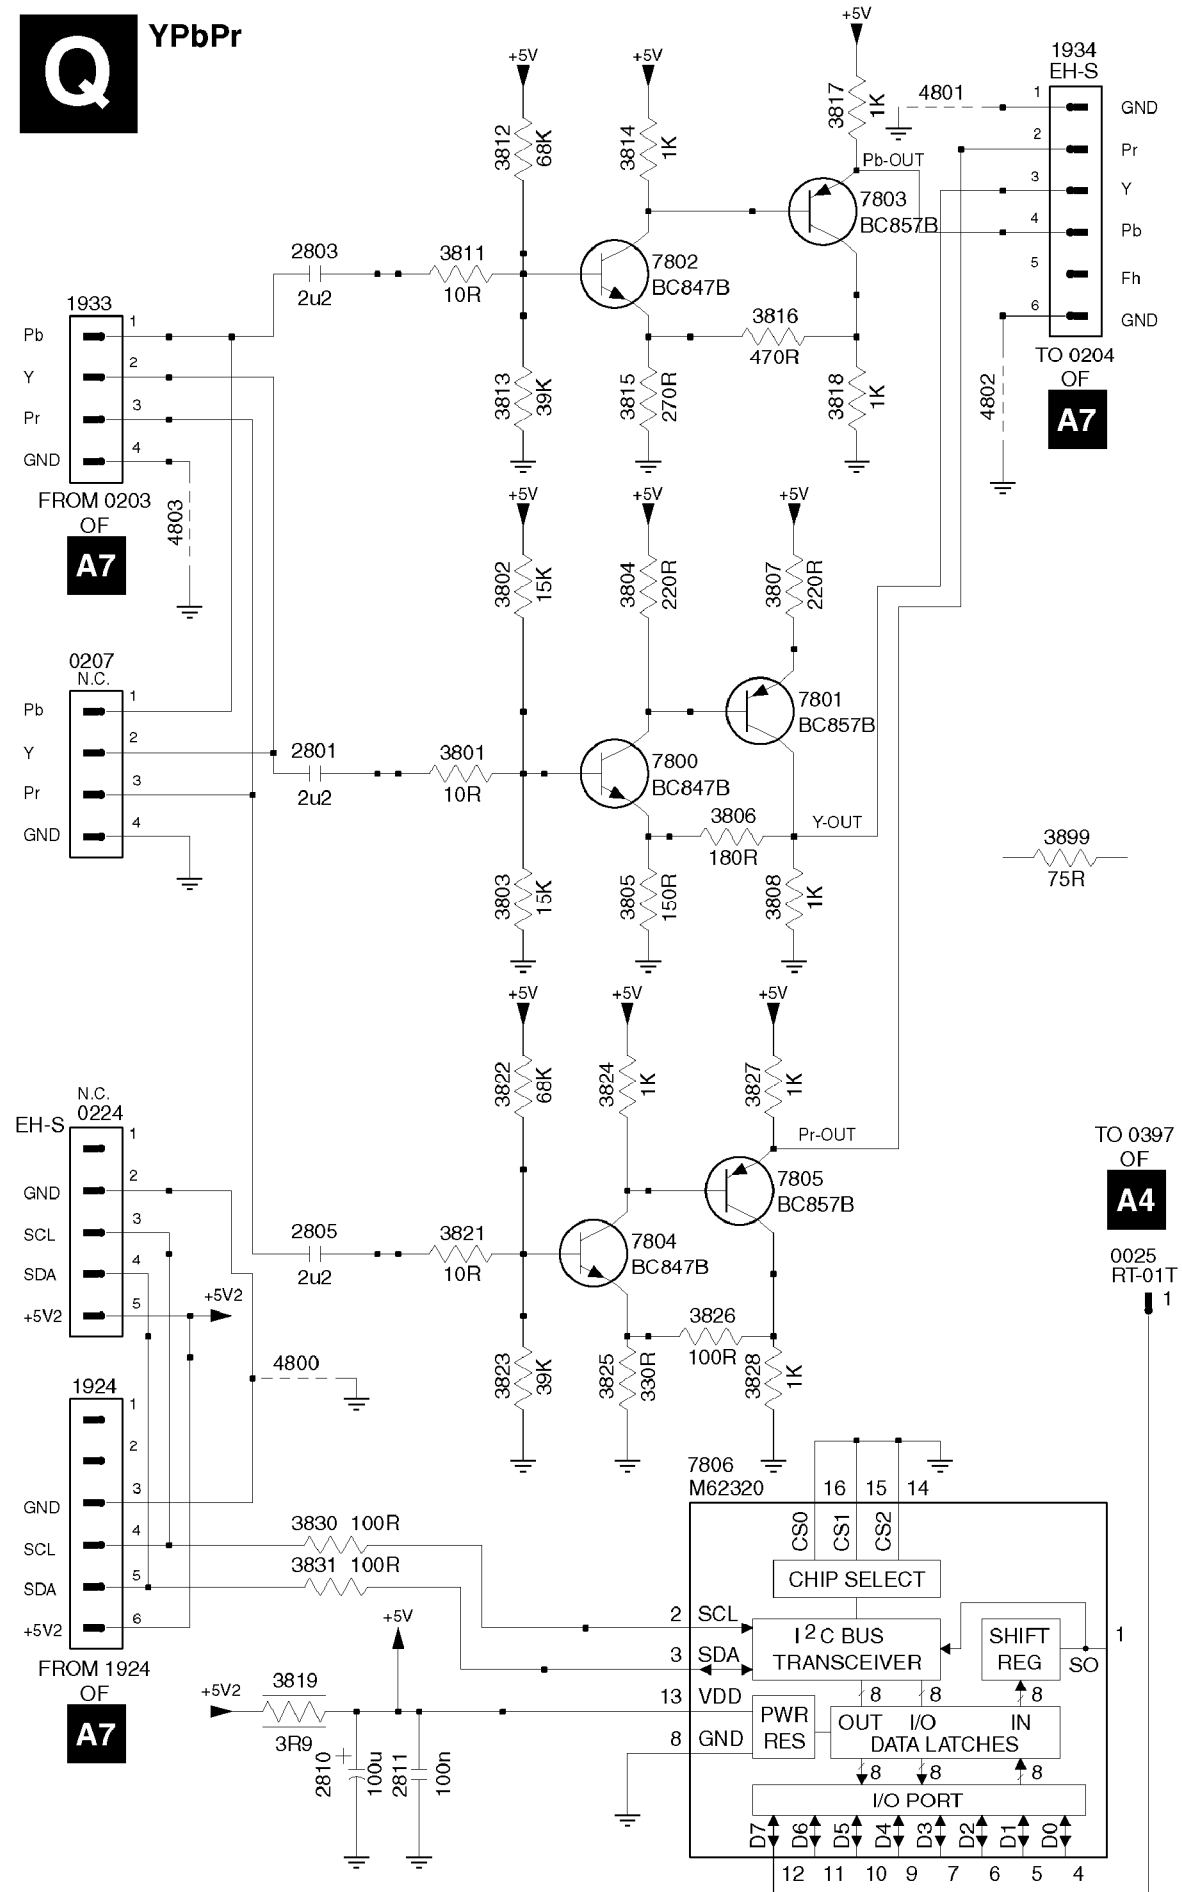 Q YPbPr
+5V
+5V
+5V
3812
68K
3814
1K
3817
1K
4801
1934
EH-S
1
GND
2
Pr
3
Y
4
Pb
5
Fh
6
GND
TO 0204
OF
A7
4802
Pb-OUT
7803
BC857B
2803
2u2
3811
10R
7802
BC847B
3816
470R
3813
39K
3815
270R
3818
1K
1933
Pb
1
Y
2
Pr
3
GND
4
FROM 0203
OF
A7
4803
+5V
+5V
+5V
3802
15K
3804
220R
3807
220R
0207
N.C.
Pb
1
Y
2
Pr
3
GND
4
2801
2u2
3801
10R
7800
BC847B
7801
BC857B
3806
180R
Y-OUT
3803
15K
3805
150R
3808
1K
3899
75R
+5V
+5V
+5V
3822
68K
3824
1K
3827
1K
Pr-OUT
7805
BC857B
N.C.
0224
EH-S
1
GND
2
SCL
3
SDA
4
+5V2
5
+5V2
2805
2u2
3821
10R
7804
BC847B
3826
100R
3823
39K
3825
330R
3828
1K
TO 0397
OF
A4
0025
RT-01T
1
4800
1924
1
2
GND
3
SCL
4
SDA
5
+5V2
6
FROM 1924
OF
A7
3830 100R
3831 100R
+5V
+5V2
3819
3R9
2810
+
100u
2811
100n
7806
M62320
16 15 14
CS0
CS1
CS2
CHIP SELECT
2 SCL
3 SDA
13 VDD
8 GND
I2C BUS
TRANSCEIVER
SHIFT
REG
SO
1
8
8
8
PWR
RES
OUT I/O IN
DATA LATCHES
8
8
8
I/O PORT
D7 D6 D5 D4 D3 D2 D1 D0
12 11 10 9 7 6 5 4